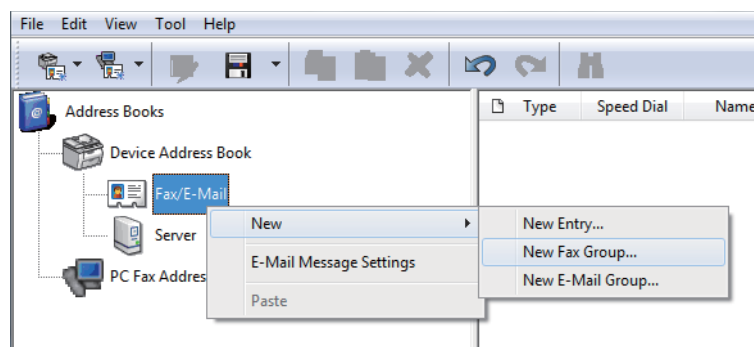 File Edit View Tool Help
Type Speed Dial Name
Address Books
Device Address Book
Fax/E-Mail
Server
PC Fax Addres
New
E-Mail Message Settings
Paste
New Entry...
New Fax Group...
New E-Mail Group...